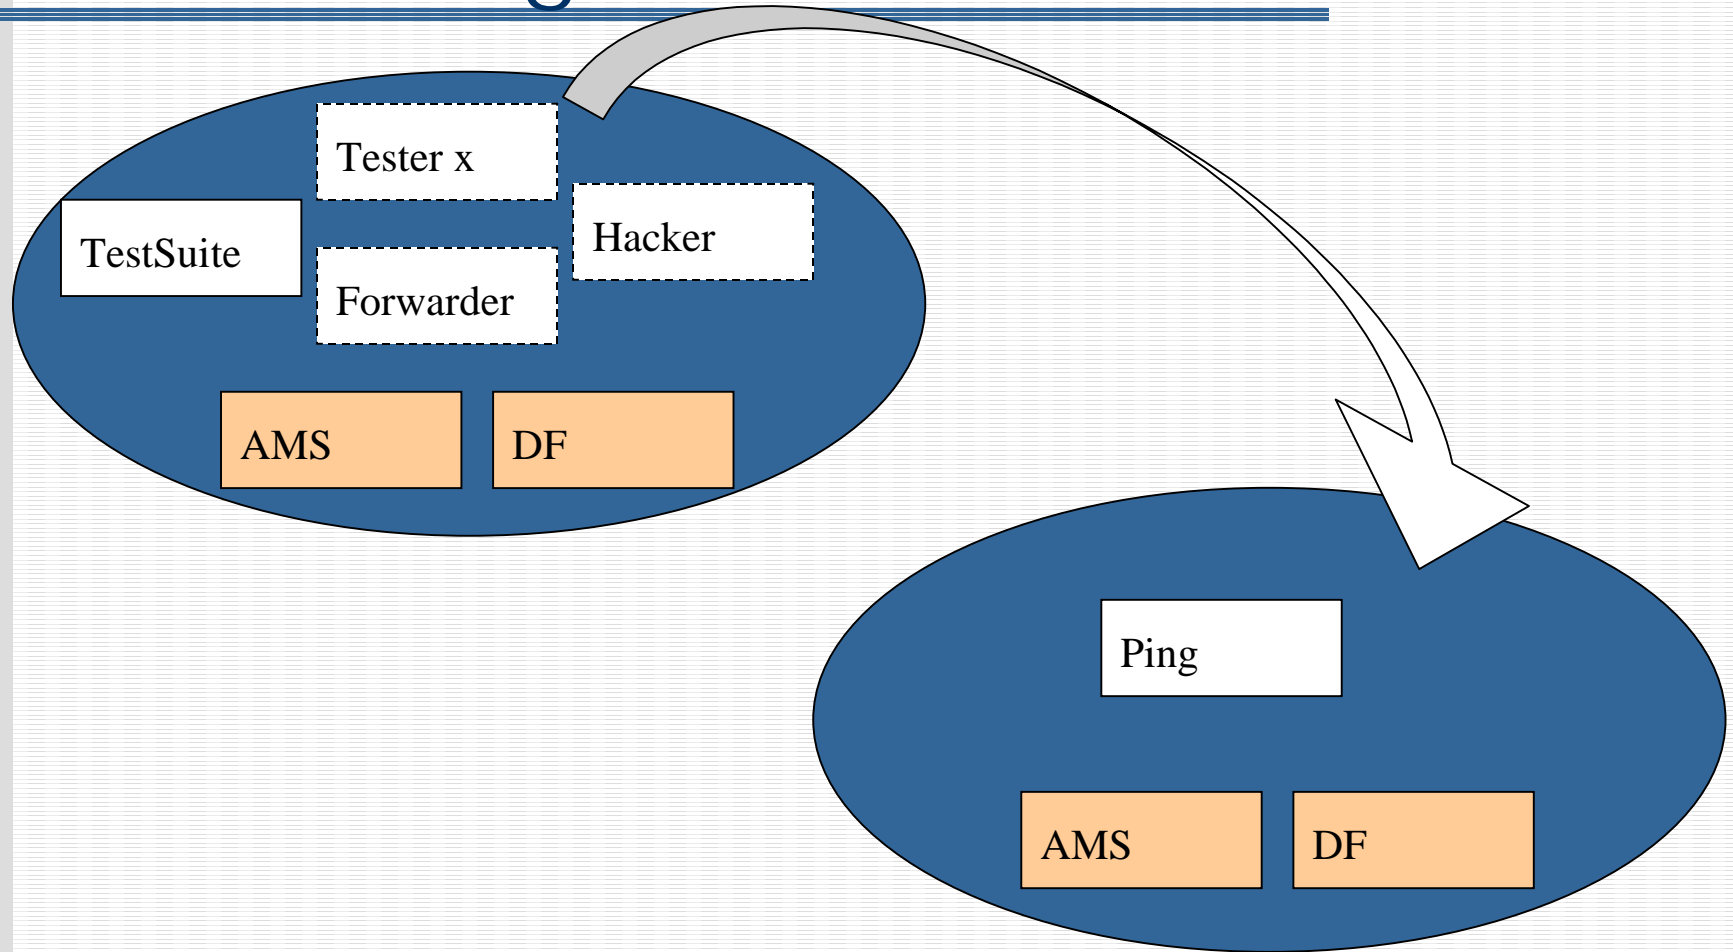 Tester x
Hacker
TestSuite
Forwarder
AMS
DF
Ping
AMS
DF